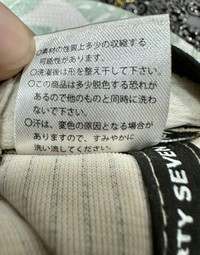 ○素材の性質上多少の収縮する
可能性があります。
○洗濯後は形を整え干して下さい。
○この商品は多少脱色する恐れが
あるので他のものと同時に洗わ
ないで下さい。
○汗は、変色の原因となる場合が
ありますので、すみやかに
洗い流してください。
RTY SEVEN